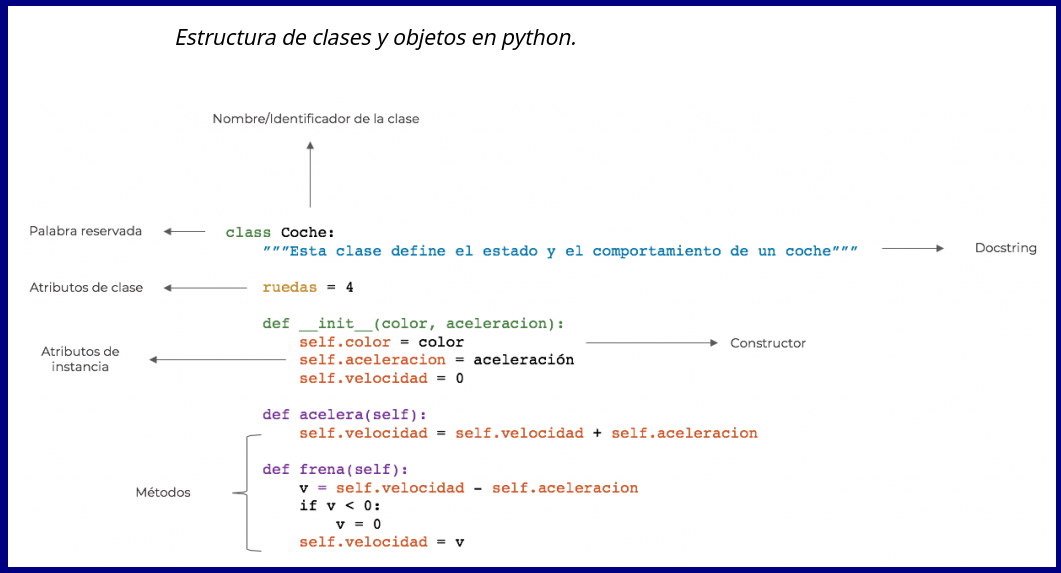 Estructura de clases y objetos en python.
Nombre/Identificador de la clase
Palabra reservada
class Coche:
"""Esta clase define el estado y el comportamiento de un coche"""
Docstring
Atributos de clase
ruedas = 4
def __init__(color, aceleracion):
self.color = color
Constructor
Atributos de
instancia
self.aceleracion = aceleración
self.velocidad = 0
def acelera(self):
self.velocidad = self.velocidad + self.aceleracion
Métodos
def frena(self):
v = self.velocidad - self.aceleracion
if v < 0:
v = 0
self.velocidad = v